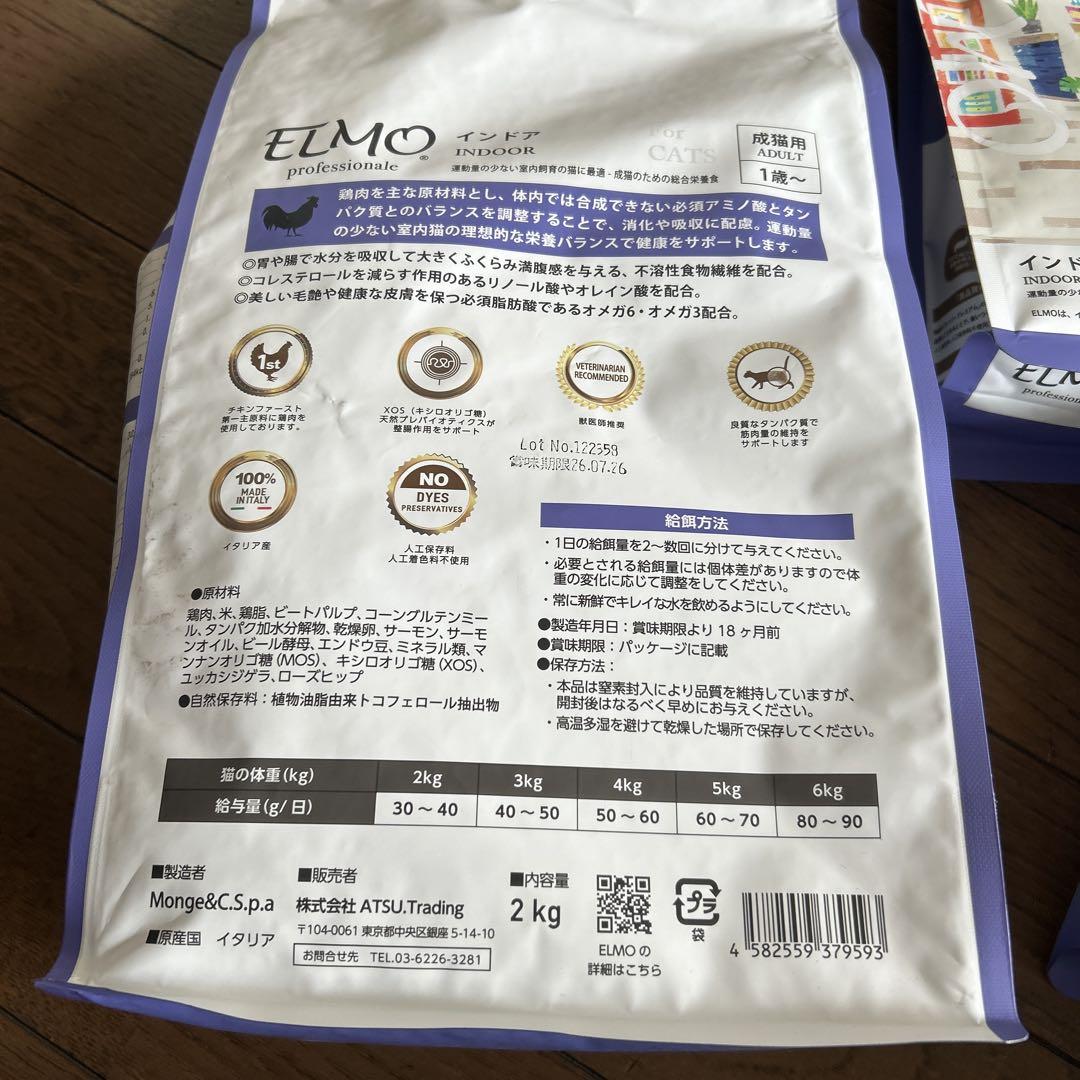 ELMO®
professionale
インドア
INDOOR
For
CATS
運動量の少ない室内飼育の猫に最適 - 成猫のための総合栄養食
成猫用
ADULT
1歳～
鶏肉を主な原材料とし、体内では合成できない必須アミノ酸とタン
パク質とのバランスを調整することで、消化や吸収に配慮。運動量
の少ない室内猫の理想的な栄養バランスで健康をサポートします。
◎胃や腸で水分を吸収して大きくふくらみ満腹感を与える、不溶性食物繊維を配合。
◎コレステロールを減らす作用のあるリノール酸やオレイン酸を配合。
◎美しい毛艶や健康な皮膚を保つ必須脂肪酸であるオメガ6・オメガ3配合。
1st
チキンファースト
第一主原料に鶏肉を
使用しております。
XOS（キシロオリゴ糖）
天然プレバイオティクスが
整腸作用をサポート
VETERINARIAN
RECOMMENDED
獣医師推奨
良質なタンパク質で
筋肉量の維持を
サポートします
Lot No.122358
賞味期限26.07.26
100%
MADE
IN ITALY
イタリア産
NO
DYES
PRESERVATIVES
人工保存料
人工着色料不使用
●原材料
鶏肉、米、鶏脂、ビートパルプ、コーングルテンミー
ル、タンパク加水分解物、乾燥卵、サーモン、サーモ
ンオイル、ビール酵母、エンドウ豆、ミネラル類、マ
ンナンオリゴ糖（MOS）、キシロオリゴ糖（XOS）、
ユッカシジゲラ、ローズヒップ
●自然保存料：植物油脂由来トコフェロール抽出物
給餌方法
・1日の給餌量を2～数回に分けて与えてください。
・必要とされる給餌量には個体差がありますので体
重の変化に応じて調整をしてください。
・常に新鮮でキレイな水を飲めるようにしてください。
●製造年月日：賞味期限より18ヶ月前
●賞味期限：パッケージに記載
●保存方法：
・本品は窒素封入により品質を維持していますが、
開封後はなるべく早めにお与えください。
・高温多湿を避けて乾燥した場所で保存してください。
猫の体重(kg) 2kg 3kg 4kg 5kg 6kg
給与量(g/日) 30～40 40～50 50～60 60～70 80～90
■製造者
Monge&C.S.p.a
■原産国 イタリア
■販売者
株式会社 ATSU.Trading
〒104-0061 東京都中央区銀座 5-14-10
お問合せ先 TEL.03-6226-3281
■内容量
2 kg
ELMO の
詳細はこちら
プラ
袋
4 582559 379593
インド
INDOOR
運動量の少な
ELMOは、イ
ELMO
professiona